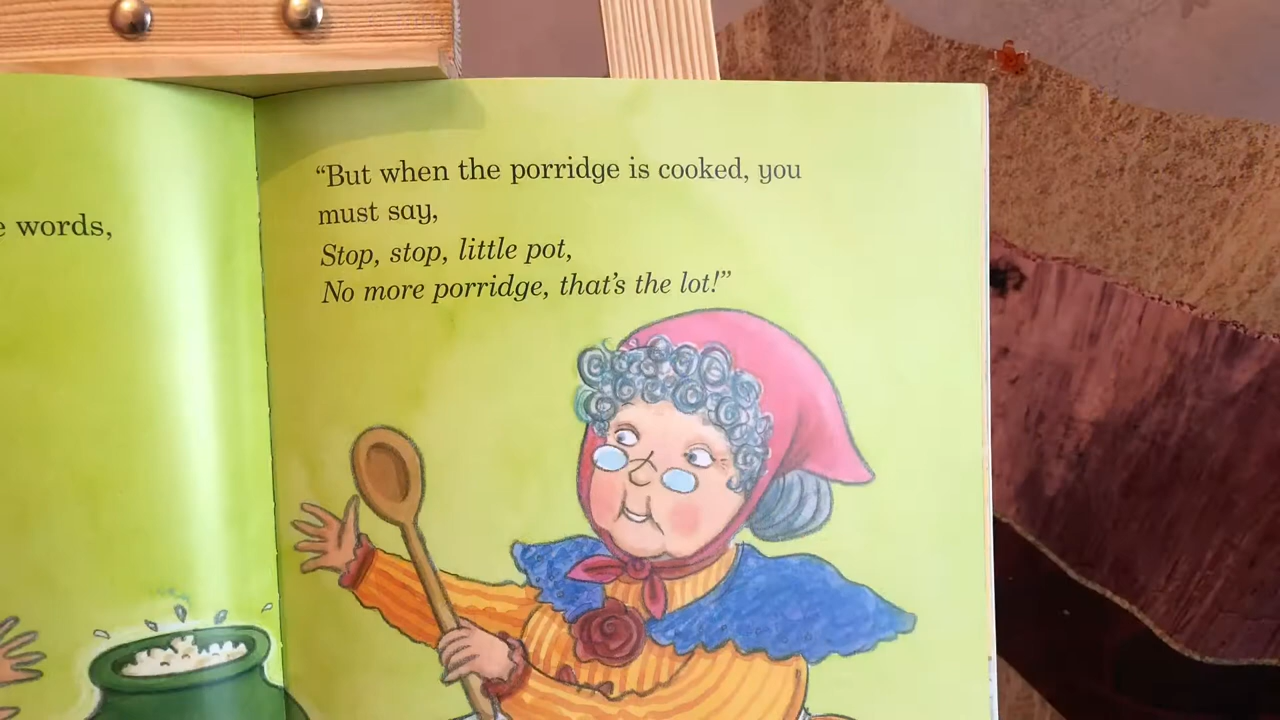 words,
“But when the porridge is cooked, you
must say,
Stop, stop, little pot,
No more porridge, that’s the lot!”